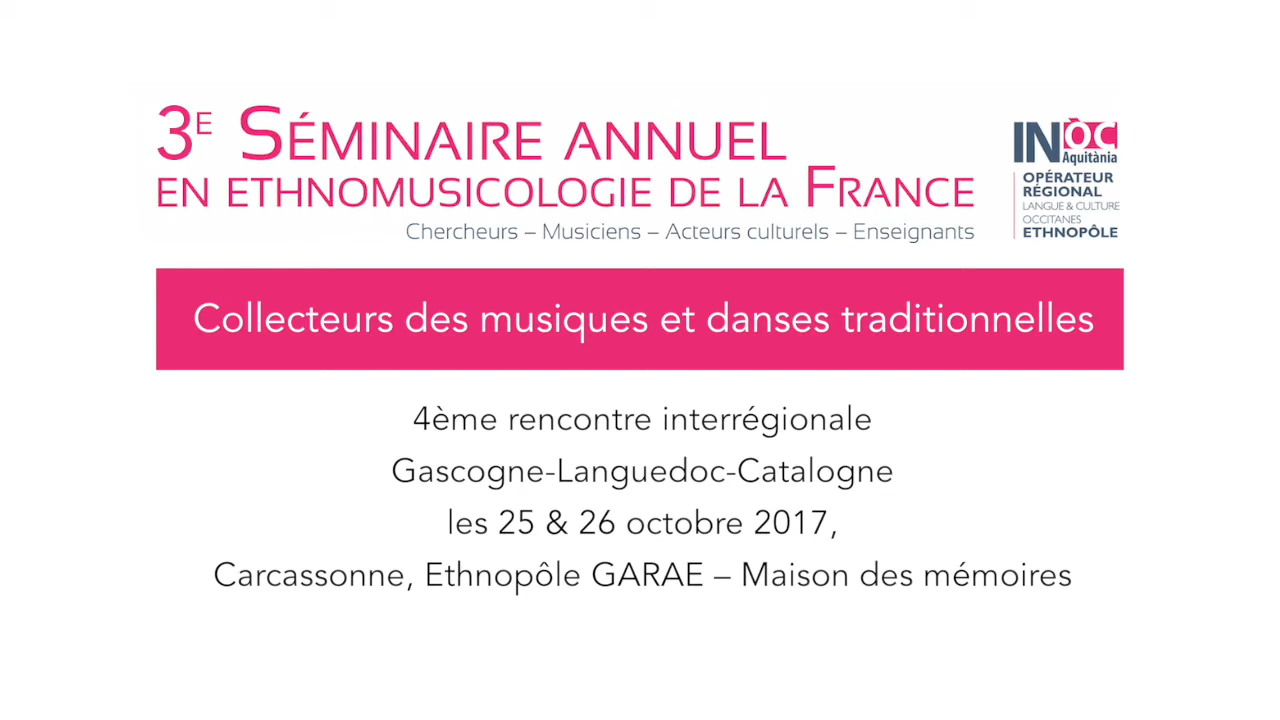 3E SÉMINAIRE ANNUEL
EN ETHNOMUSICOLOGIE DE LA FRANCE
Chercheurs – Musiciens – Acteurs culturels – Enseignants
INÒC
Aquitània
OPÉRATEUR
RÉGIONAL
LANGUE & CULTURE
OCCITANES
ETHNOPÔLE
Collecteurs des musiques et danses traditionnelles
4ème rencontre interrégionale
Gascogne-Languedoc-Catalogne
les 25 & 26 octobre 2017,
Carcassonne, Ethnopôle GARAE – Maison des mémoires